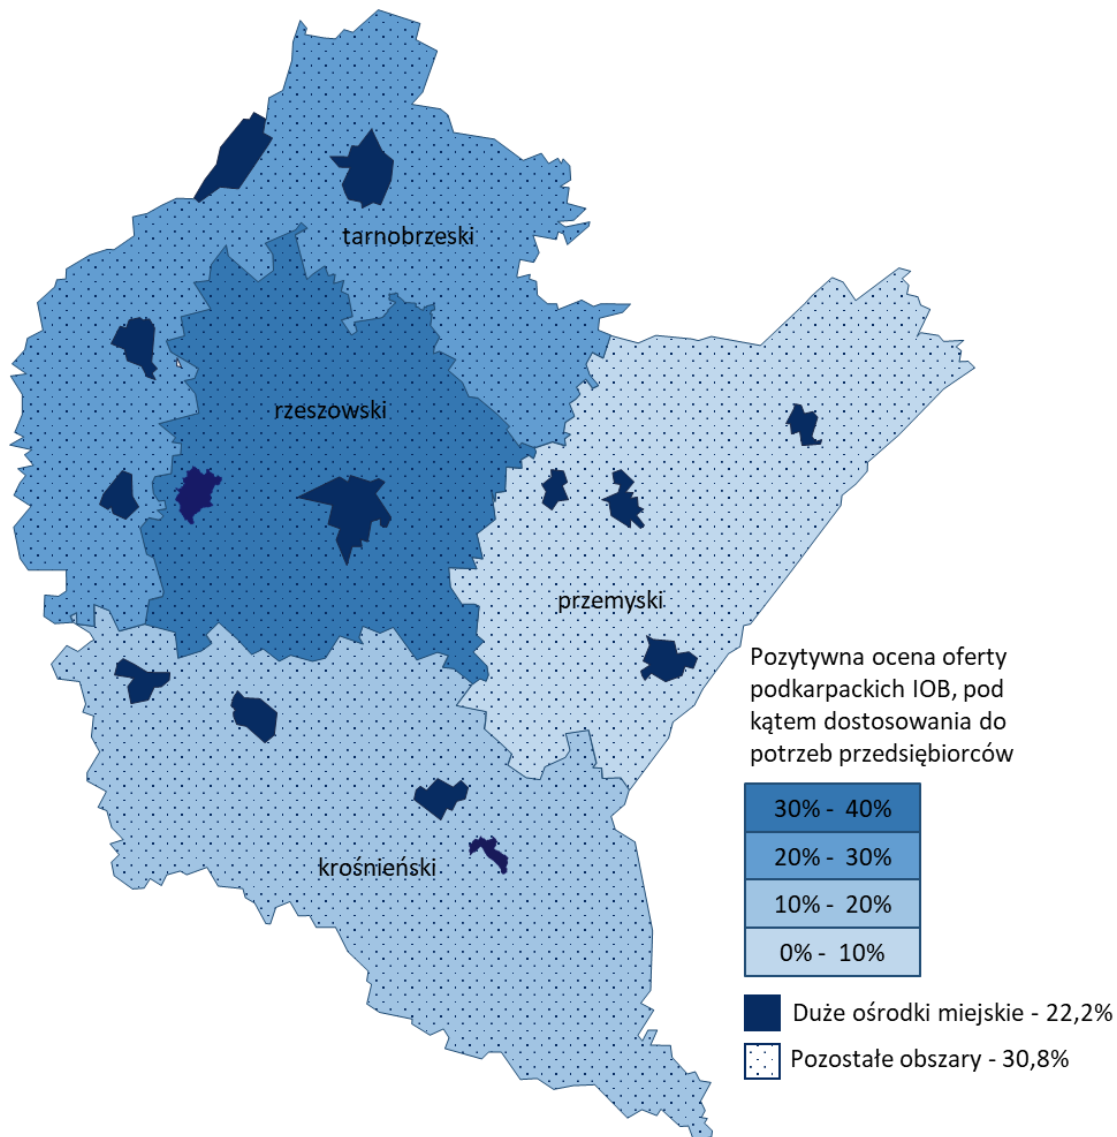 tarnobrzeski
rzeszowski
przemyski
krośnieński
Pozytywna ocena oferty
podkarpackich IOB, pod
kątem dostosowania do
potrzeb przedsiębiorców
30% - 40%
20% - 30%
10% - 20%
0% - 10%
Duże ośrodki miejskie - 22,2%
Pozostałe obszary - 30,8%